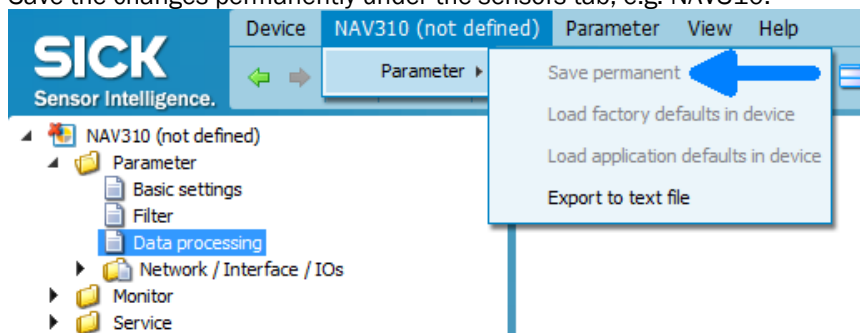 Save the changes permanently under the sensors tab, e.g. NAV310.
Device NAV310 (not defined) Parameter View Help
SICK
Sensor Intelligence.
Parameter
Save permanent
Load factory defaults in device
Load application defaults in device
Export to text file
NAV310 (not defined)
Parameter
Basic settings
Filter
Data processing
Network / Interface / IOs
Monitor
Service